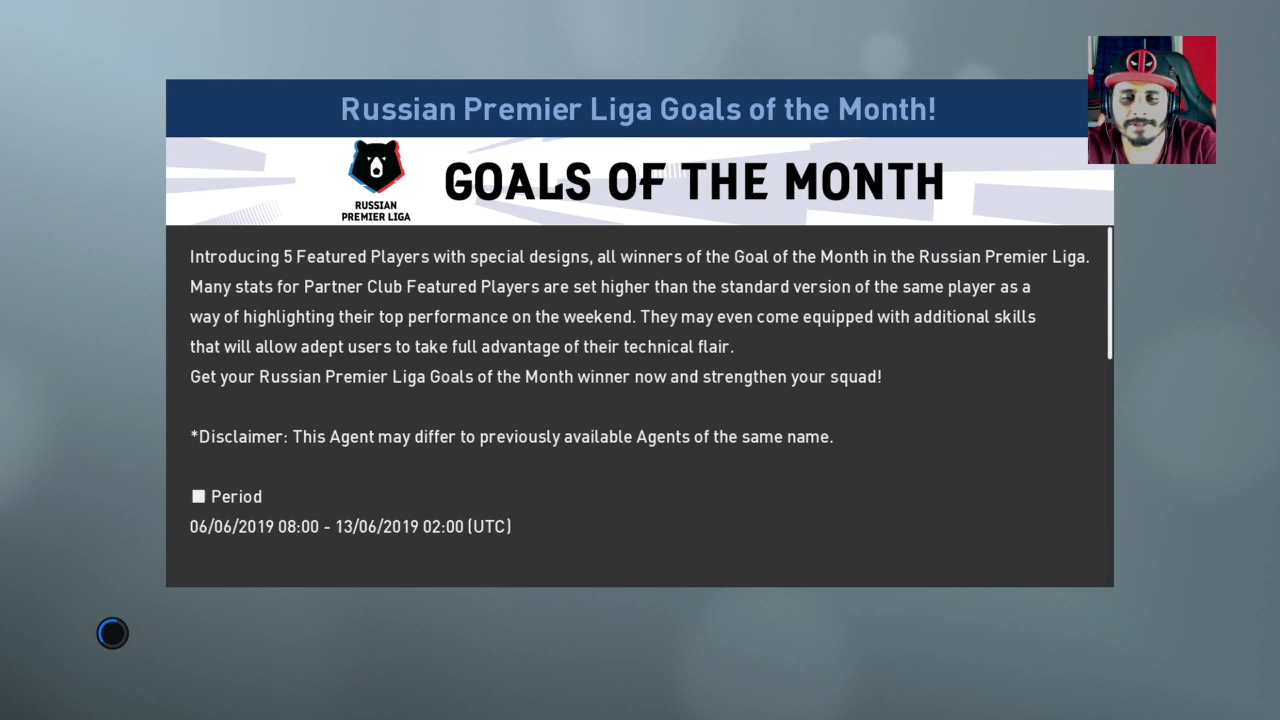 Russian Premier Liga Goals of the Month!
RUSSIAN
PREMIER LIGA
GOALS OF THE MONTH
Introducing 5 Featured Players with special designs, all winners of the Goal of the Month in the Russian Premier Liga.
Many stats for Partner Club Featured Players are set higher than the standard version of the same player as a
way of highlighting their top performance on the weekend. They may even come equipped with additional skills
that will allow adept users to take full advantage of their technical flair.
Get your Russian Premier Liga Goals of the Month winner now and strengthen your squad!
*Disclaimer: This Agent may differ to previously available Agents of the same name.
■ Period
06/06/2019 08:00 - 13/06/2019 02:00 (UTC)